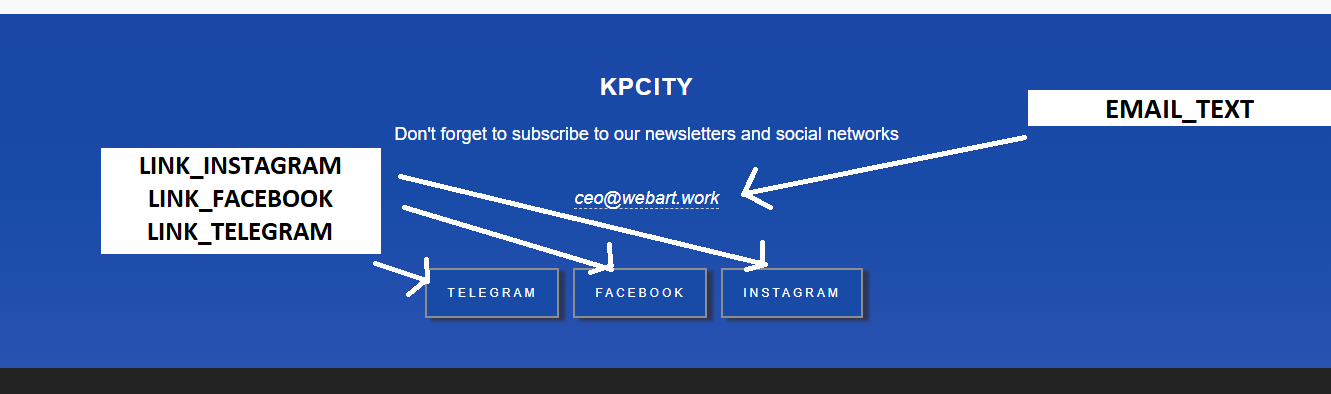 KPCITY
EMAIL_TEXT
Don't forget to subscribe to our newsletters and social networks
LINK_INSTAGRAM
LINK_FACEBOOK
LINK_TELEGRAM
ceo@webart.work
TELEGRAM
FACEBOOK
INSTAGRAM